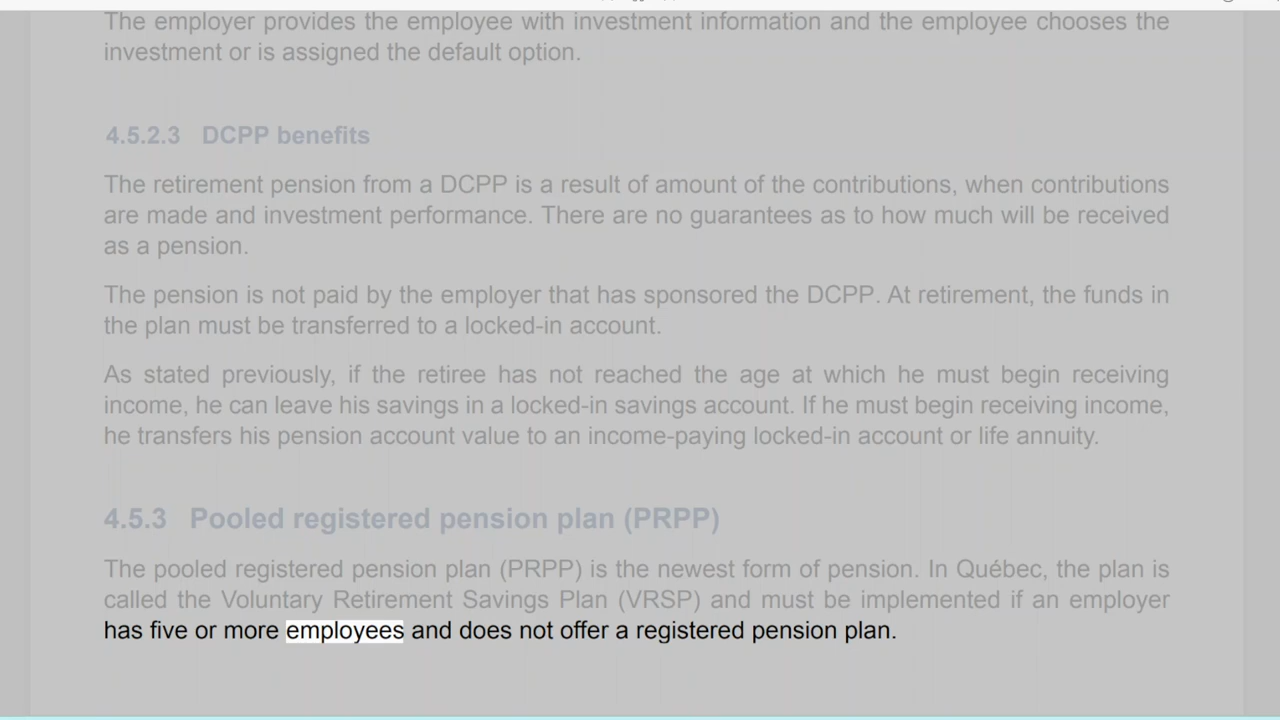 The employer provides the employee with investment information and the employee chooses the
investment or is assigned the default option.
4.5.2.3 DCPP benefits
The retirement pension from a DCPP is a result of amount of the contributions, when contributions
are made and investment performance. There are no guarantees as to how much will be received
as a pension.
The pension is not paid by the employer that has sponsored the DCPP. At retirement, the funds in
the plan must be transferred to a locked-in account.
As stated previously, if the retiree has not reached the age at which he must begin receiving
income, he can leave his savings in a locked-in savings account. If he must begin receiving income,
he transfers his pension account value to an income-paying locked-in account or life annuity.
4.5.3 Pooled registered pension plan (PRPP)
The pooled registered pension plan (PRPP) is the newest form of pension. In Québec, the plan is
called the Voluntary Retirement Savings Plan (VRSP) and must be implemented if an employer
has five or more employees and does not offer a registered pension plan.